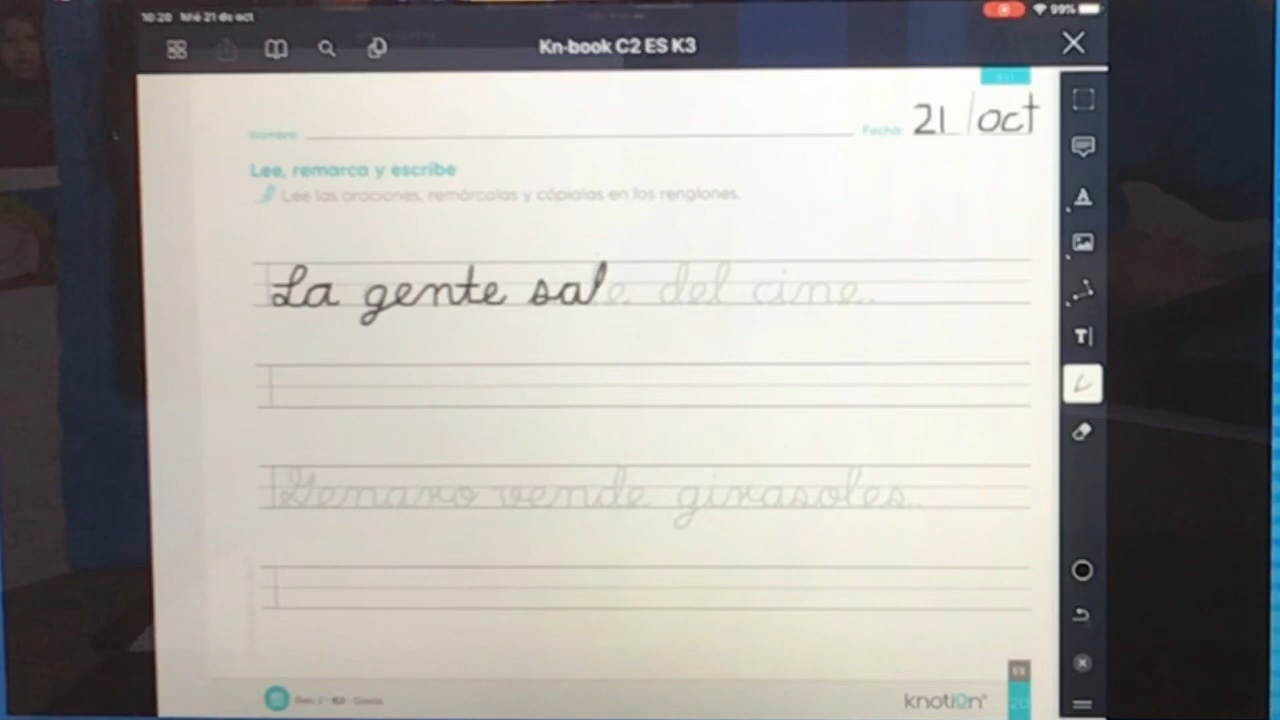 10:20 Mié 21 de oct
99%
Kn-book C2 ES K3
Nombre:
Fecha: 21/oct
Lee, remarca y escribe
Lee las oraciones, remárcalas y cópialas en los renglones.
La gente sale del cine.
Genaro vende girasoles.
knotion